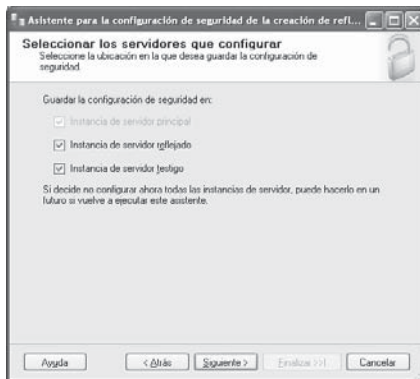 Asistente para la configuración de seguridad de la creación de refl...
Seleccionar los servidores que configurar
Seleccione la ubicación en la que desea guardar la configuración de
seguridad.
Guardar la configuración de seguridad en:
Instancia de servidor principal
Instancia de servidor reflejado
Instancia de servidor testigo
Si decide no configurar ahora todas las instancias de servidor, puede hacerlo en un
futuro si vuelve a ejecutar este asistente.
Ayuda
< Atrás
Siguiente >
Finalizar >>|
Cancelar